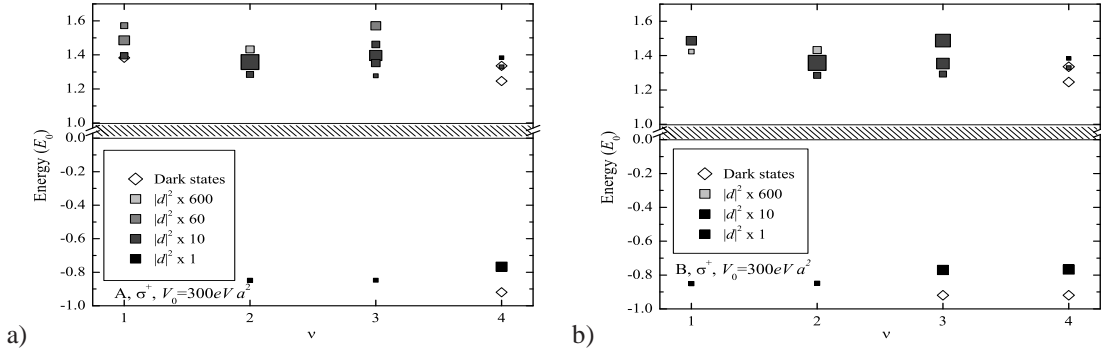 1.6
1.4
1.2
1.0
0.0
-0.2
-0.4
-0.6
-0.8
-1.0
Energy (E₀)
Dark states
|d|² x 600
|d|² x 60
|d|² x 10
|d|² x 1
A, σ⁺, V₀=300eV a²
1 2 3 4
ν
a)
1.6
1.4
1.2
1.0
0.0
-0.2
-0.4
-0.6
-0.8
-1.0
Energy (E₀)
Dark states
|d|² x 600
|d|² x 10
|d|² x 1
B, σ⁺, V₀=300eV a²
1 2 3 4
ν
b)